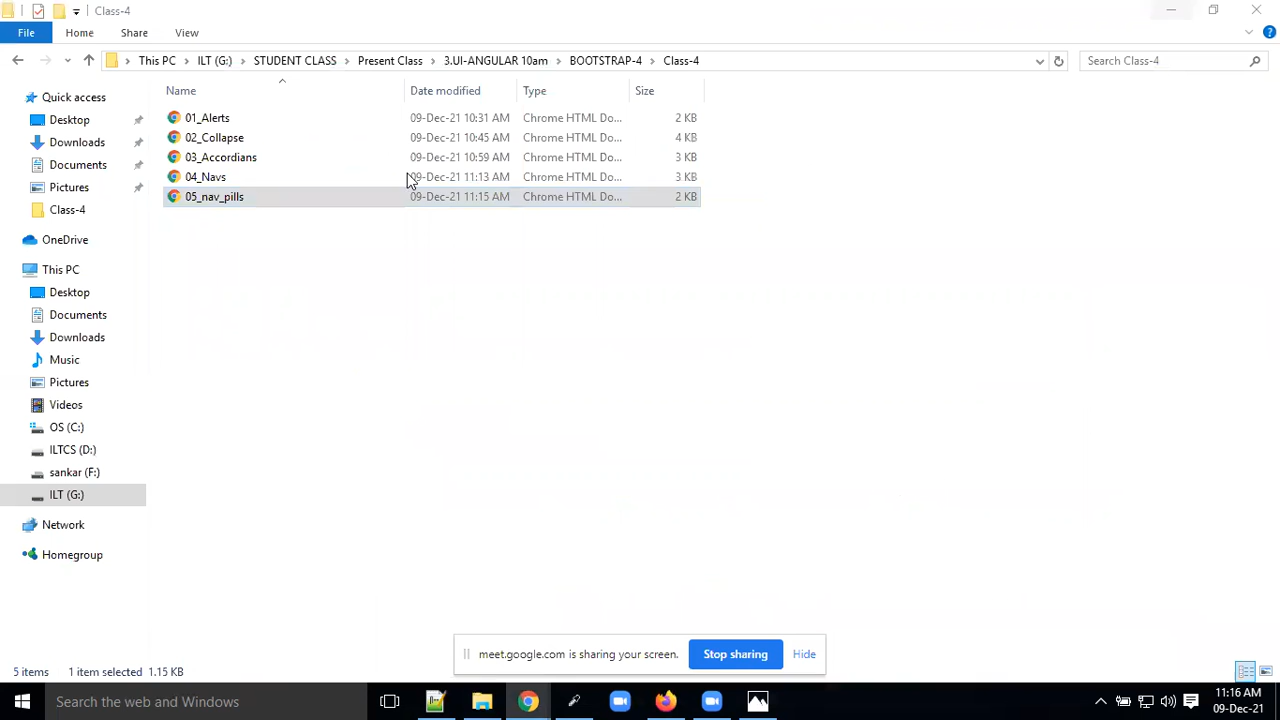 Class-4
File Home Share View
This PC ILT (G:) STUDENT CLASS Present Class 3.UI-ANGULAR 10am BOOTSTRAP-4 Class-4 Search Class-4
Name Date modified Type Size
Quick access
Desktop
Downloads
Documents
Pictures
Class-4
OneDrive
This PC
Desktop
Documents
Downloads
Music
Pictures
Videos
OS (C:)
ILTCS (D:)
sankar (F:)
ILT (G:)
Network
Homegroup
01_Alerts 09-Dec-21 10:31 AM Chrome HTML Do... 2 KB
02_Collapse 09-Dec-21 10:45 AM Chrome HTML Do... 4 KB
03_Accordians 09-Dec-21 10:59 AM Chrome HTML Do... 3 KB
04_Navs 09-Dec-21 11:13 AM Chrome HTML Do... 3 KB
05_nav_pills 09-Dec-21 11:15 AM Chrome HTML Do... 2 KB
meet.google.com is sharing your screen. Stop sharing Hide
5 items 1 item selected 1.15 KB
Search the web and Windows
11:16 AM
09-Dec-21